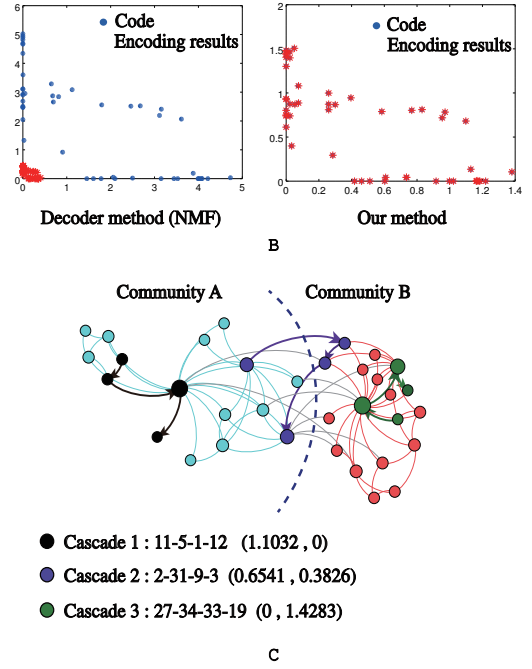 6
5
4
3
2
1
0
0 1 2 3 4 5
Code
Encoding results
Decoder method (NMF)
2
1.5
1
0.5
0
0 0.2 0.4 0.6 0.8 1 1.2 1.4
Code
Encoding results
Our method
B
Community A
Community B
Cascade 1 : 11-5-1-12 (1.1032 , 0)
Cascade 2 : 2-31-9-3 (0.6541 , 0.3826)
Cascade 3 : 27-34-33-19 (0 , 1.4283)
C